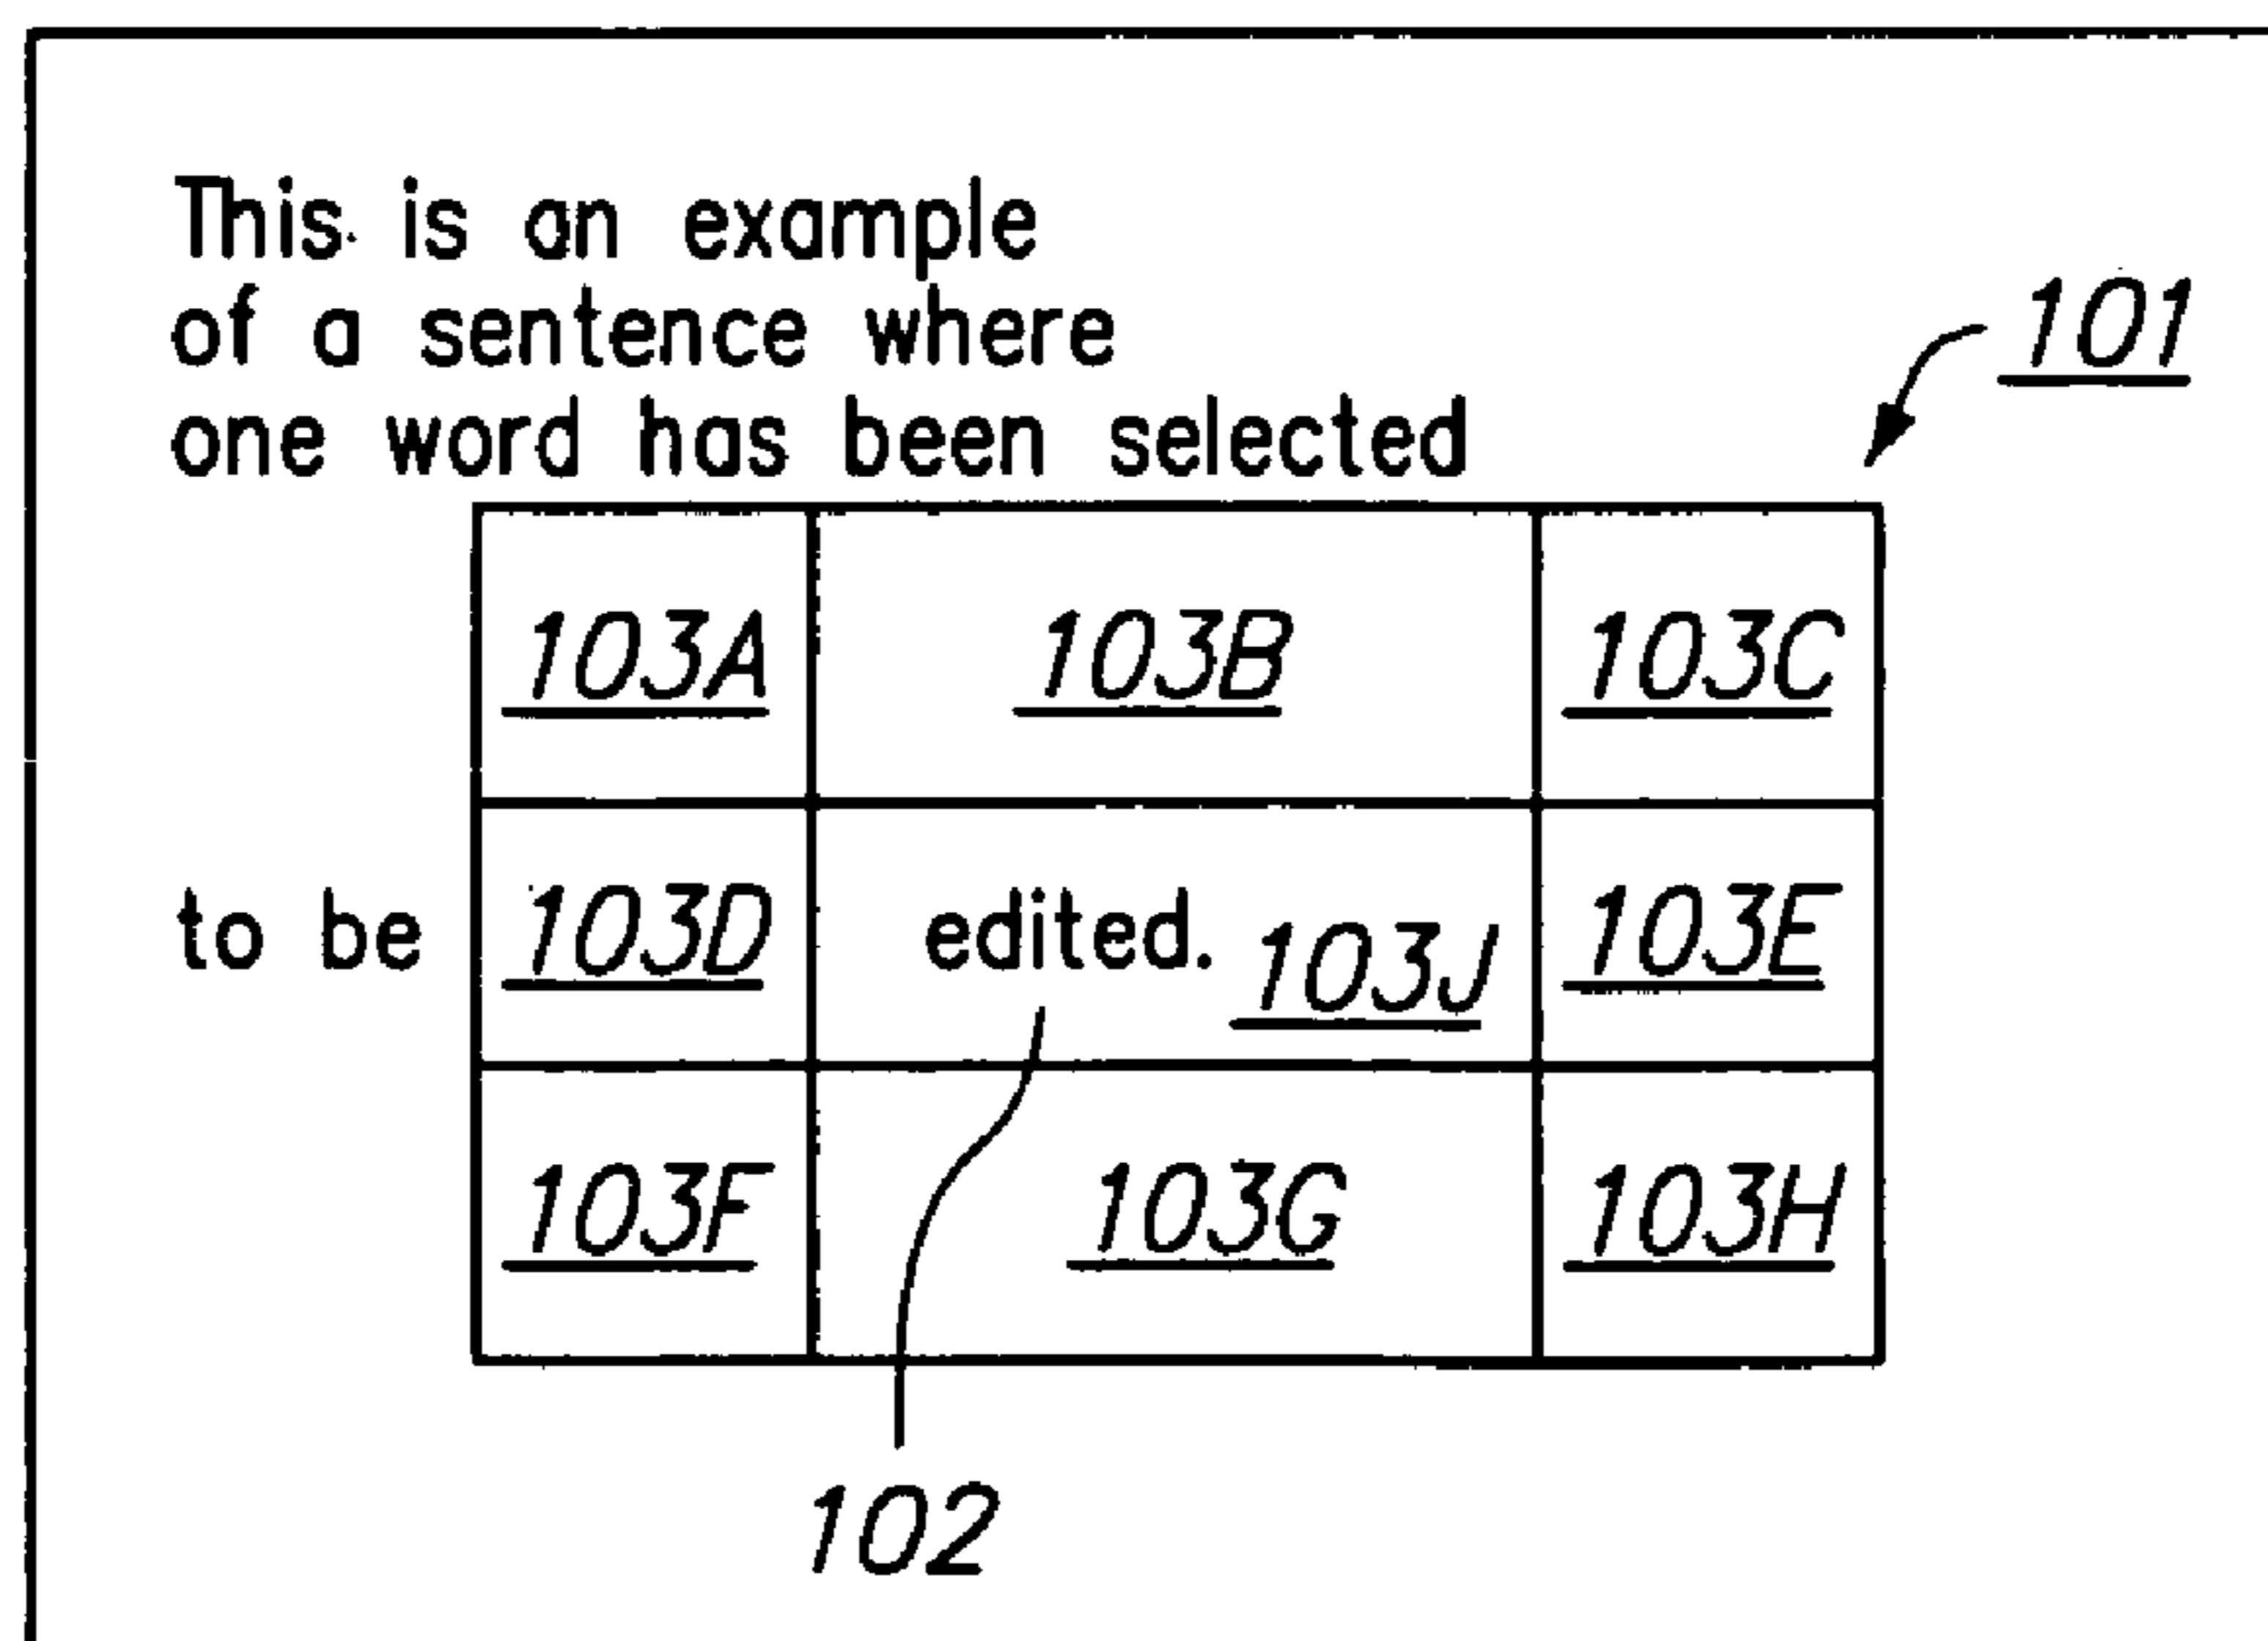 This is an example
of a sentence where
101
one word has been selected
103A 103B 103C
to be 103D edited. 103J 103E
103F 103G 103H
102